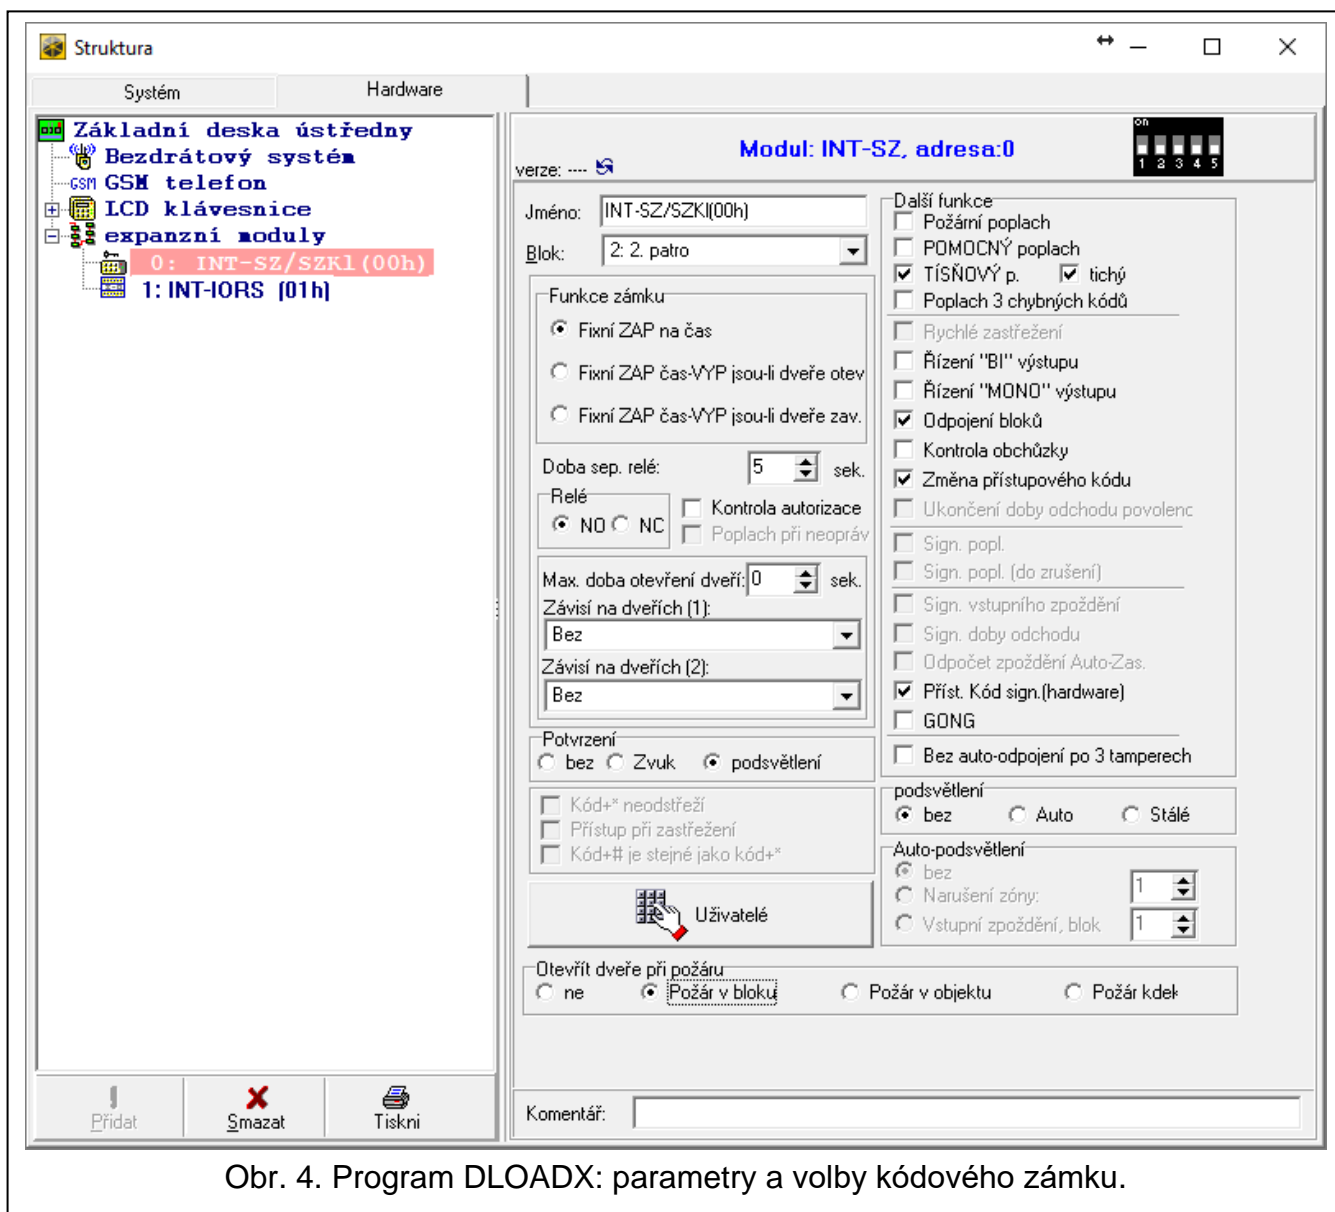 Struktura
Systém
Hardware
Základní deska ústředny
Bezdrátový systém
GSM GSM telefon
LCD klávesnice
expanzní moduly
0: INT-SZ/SZKl(00h)
1: INT-IORS (01h)
Přidat
Smazat
Tiskni
Modul: INT-SZ, adresa:0
verze: ----
on
1 2 3 4 5
Jméno: INT-SZ/SZKl(00h)
Blok: 2: 2. patro
Funkce zámku
Fixní ZAP na čas
Fixní ZAP čas-VYP jsou-li dveře otev
Fixní ZAP čas-VYP jsou-li dveře zav.
Doba sep. relé: 5 sek.
Relé
NO NC
Kontrola autorizace
Poplach při neopráv
Max. doba otevření dveří: 0 sek.
Závisí na dveřích (1):
Bez
Závisí na dveřích (2):
Bez
Potvrzení
bez Zvuk podsvětlení
Kód+* neodstřeží
Přístup při zastřežení
Kód+# je stejné jako kód+*
Uživatelé
Další funkce
Požární poplach
POMOCNÝ poplach
TÍSŇOVÝ p. tichý
Poplach 3 chybných kódů
Rychlé zastřežení
Řízení "BI" výstupu
Řízení "MONO" výstupu
Odpojení bloků
Kontrola obchůzky
Změna přístupového kódu
Ukončení doby odchodu povolenc
Sign. popl.
Sign. popl. (do zrušení)
Sign. vstupního zpoždění
Sign. doby odchodu
Odpočet zpoždění Auto-Zas.
Příst. Kód sign.(hardware)
GONG
Bez auto-odpojení po 3 tamperech
podsvětlení
bez Auto Stálé
Auto-podsvětlení
bez
Narušení zóny: 1
Vstupní zpoždění, blok 1
Otevřít dveře při požáru
ne Požár v bloku Požár v objektu Požár kdek
Komentář:
Obr. 4. Program DLOADX: parametry a volby kódového zámku.